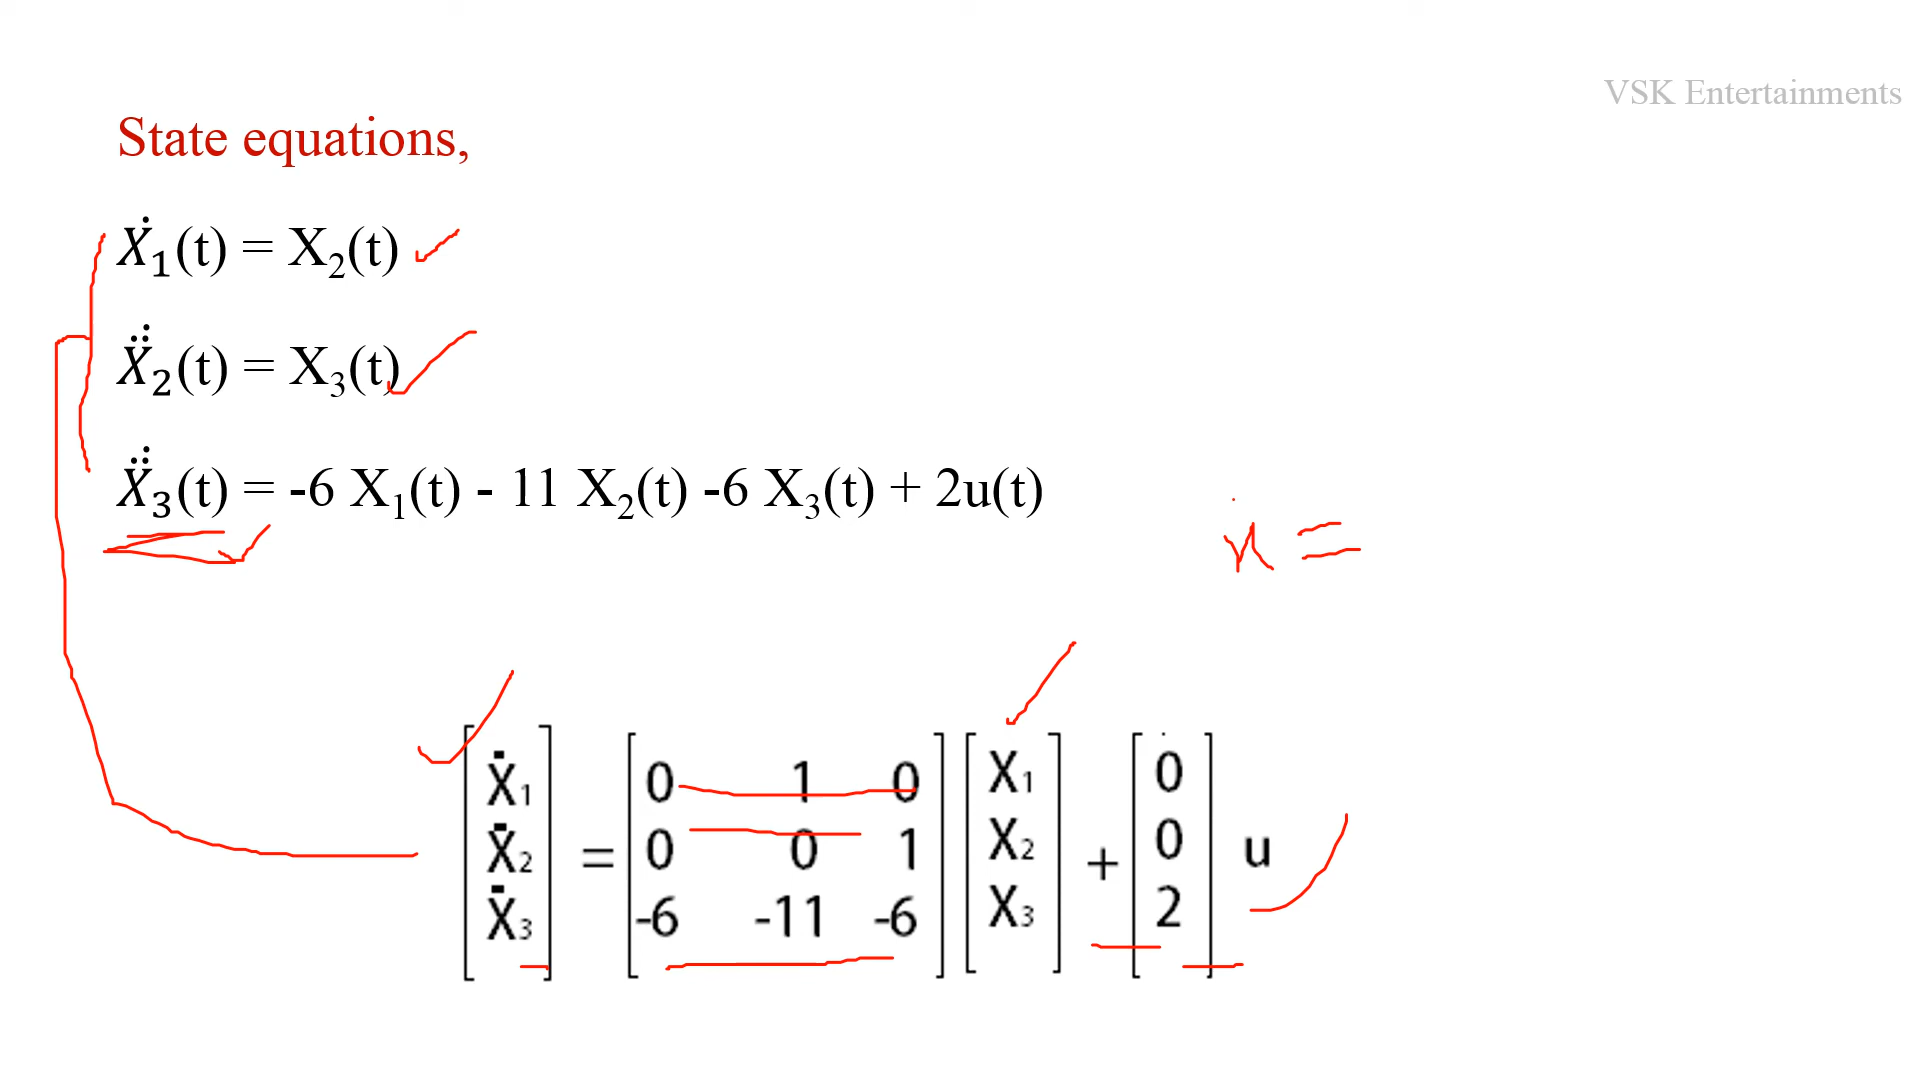 VSK Entertainments
State equations,
Ẋ₁(t) = X₂(t)
Ẍ̇₂(t) = X₃(t)
Ẍ̇₃(t) = -6 X₁(t) - 11 X₂(t) -6 X₃(t) + 2u(t)
ẋ =
[Ẋ₁ Ẋ₂ Ẋ₃] = [0 1 0 0 0 1 -6 -11 -6] [X₁ X₂ X₃] + [0 0 2] u